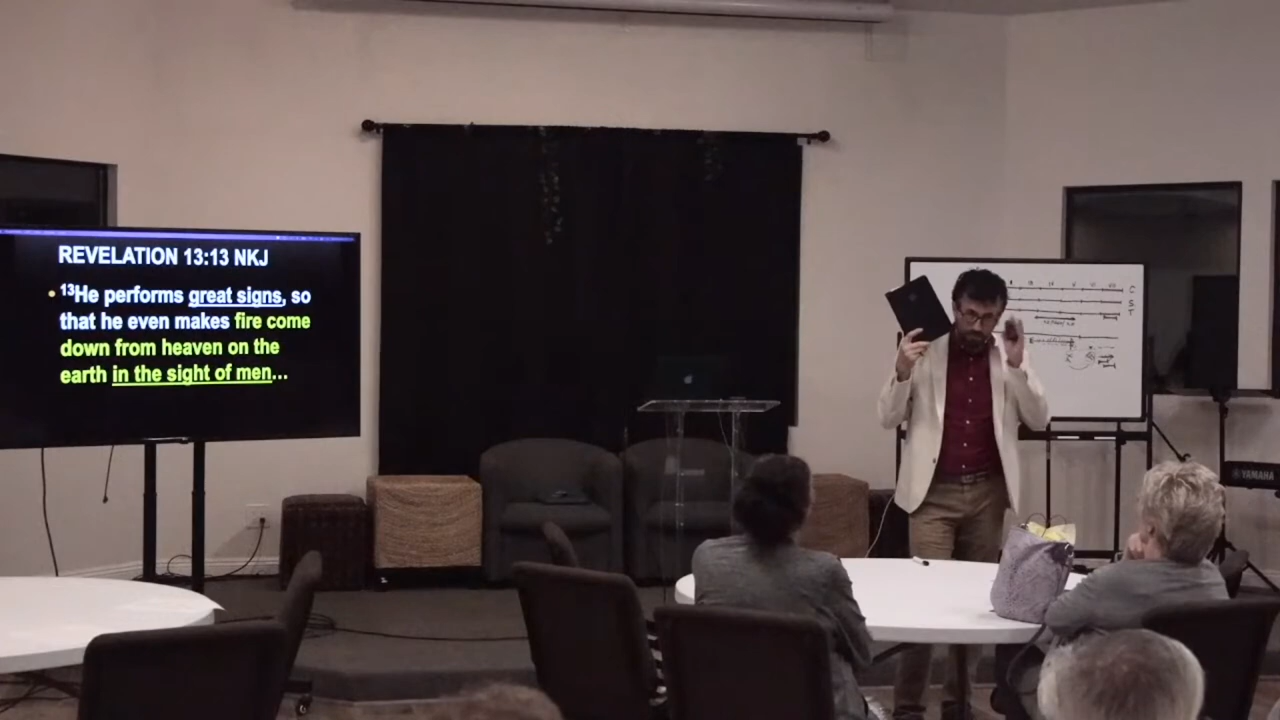 REVELATION 13:13 NKJ
• ¹³He performs great signs, so
that he even makes fire come
down from heaven on the
earth in the sight of men...
C
S
T
YAMAHA